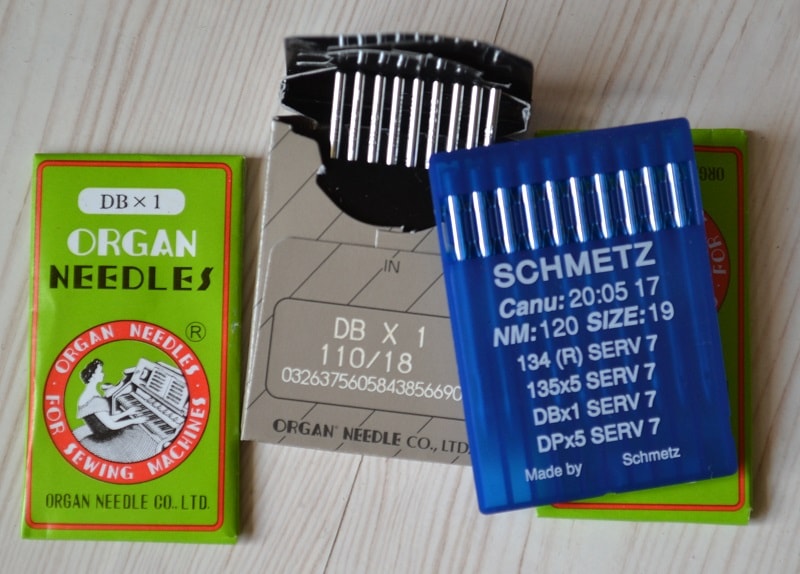 DB × 1
ORGAN
NEEDLES
®
ORGAN NEEDLES
FOR SEWING MACHINES
ORGAN NEEDLE CO., LTD.
IN
DB X 1
110/18
0326375605843856690
ORGAN® NEEDLE CO., LTD.
SCHMETZ
Canu: 20:05 17
NM: 120 SIZE: 19
134 (R) SERV 7
135x5 SERV 7
DBx1 SERV 7
DPx5 SERV 7
Made by Schmetz
ORG
FOR